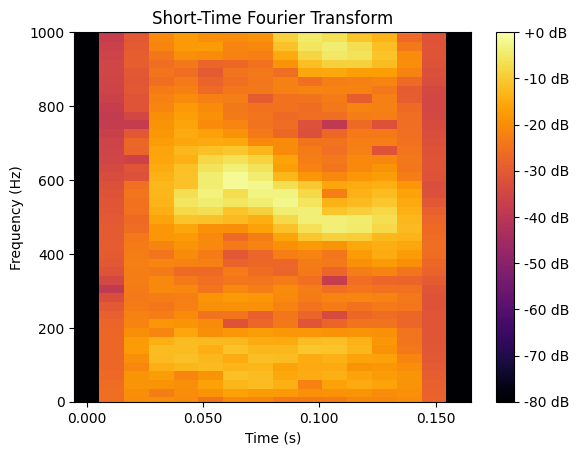 Short-Time Fourier Transform
1000
800
600
400
200
0
Frequency (Hz)
0.000
0.050
0.100
0.150
Time (s)
+0 dB
-10 dB
-20 dB
-30 dB
-40 dB
-50 dB
-60 dB
-70 dB
-80 dB